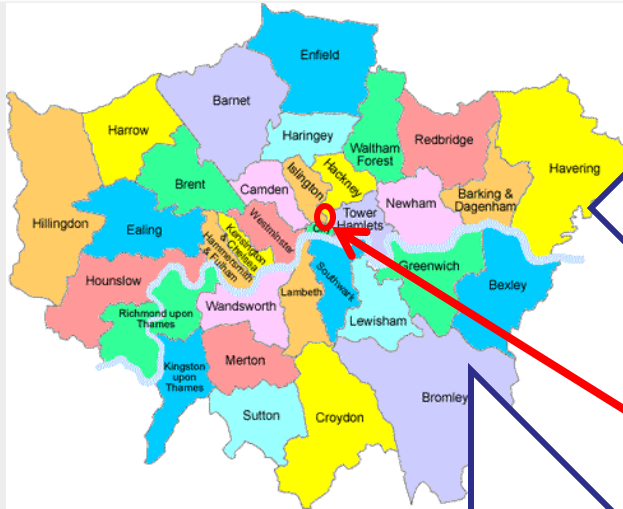 Enfield
Barnet
Harrow
Haringey
Waltham
Forest
Redbridge
Havering
Brent
Camden
Islington
Hackney
Newham
Barking &
Dagenham
Hillingdon
Ealing
Westminster
Tower
Hamlets
Kensington
& Chelsea
Hammersmith
& Fulham
Hounslow
Greenwich
Bexley
Southwark
Lambeth
Wandsworth
Richmond upon
Thames
Lewisham
Merton
Kingston
upon
Thames
Bromley
Sutton
Croydon